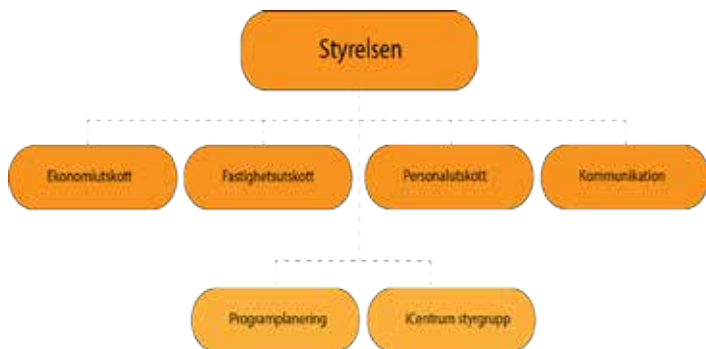 Styrelsen
Ekonomiutskott
Fastighetsutskott
Personalutskott
Kommunikation
Programplanering
iCentrum styrgrupp